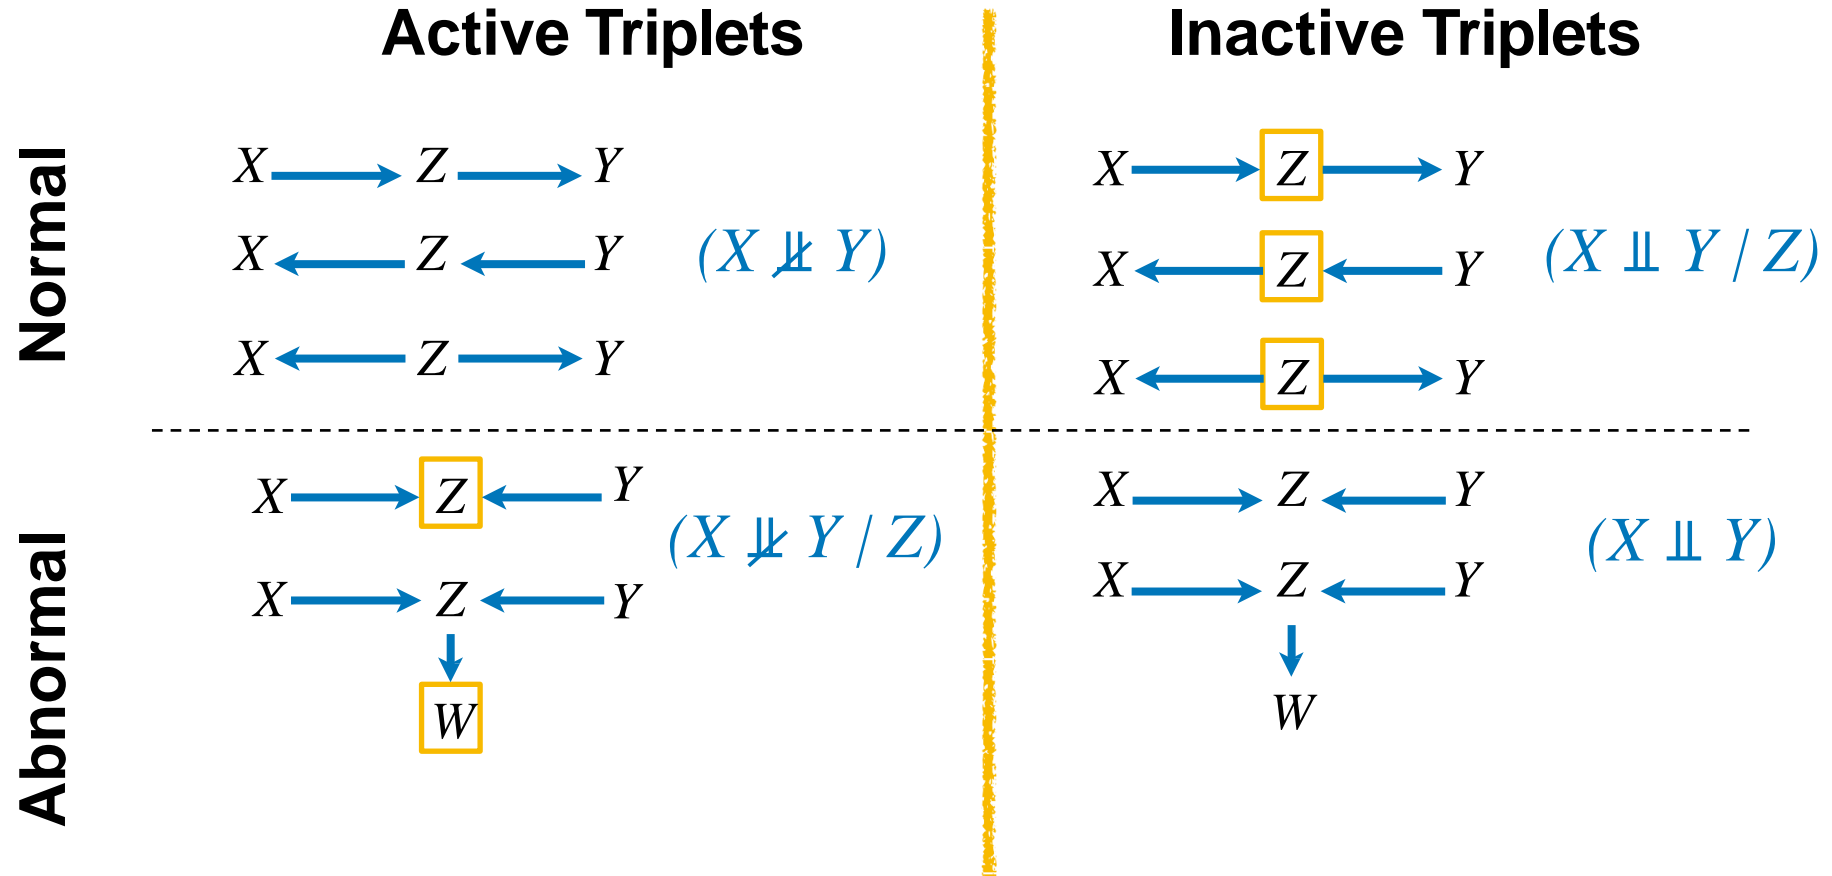 Active Triplets
Inactive Triplets
Normal
X Z Y
X Z Y
X Z Y
(X ⫫̸ Y)
X Z Y
X Z Y
X Z Y
(X ⫫ Y / Z)
Abnormal
X Z Y
X Z Y
W
(X ⫫̸ Y / Z)
X Z Y
X Z Y
W
(X ⫫ Y)